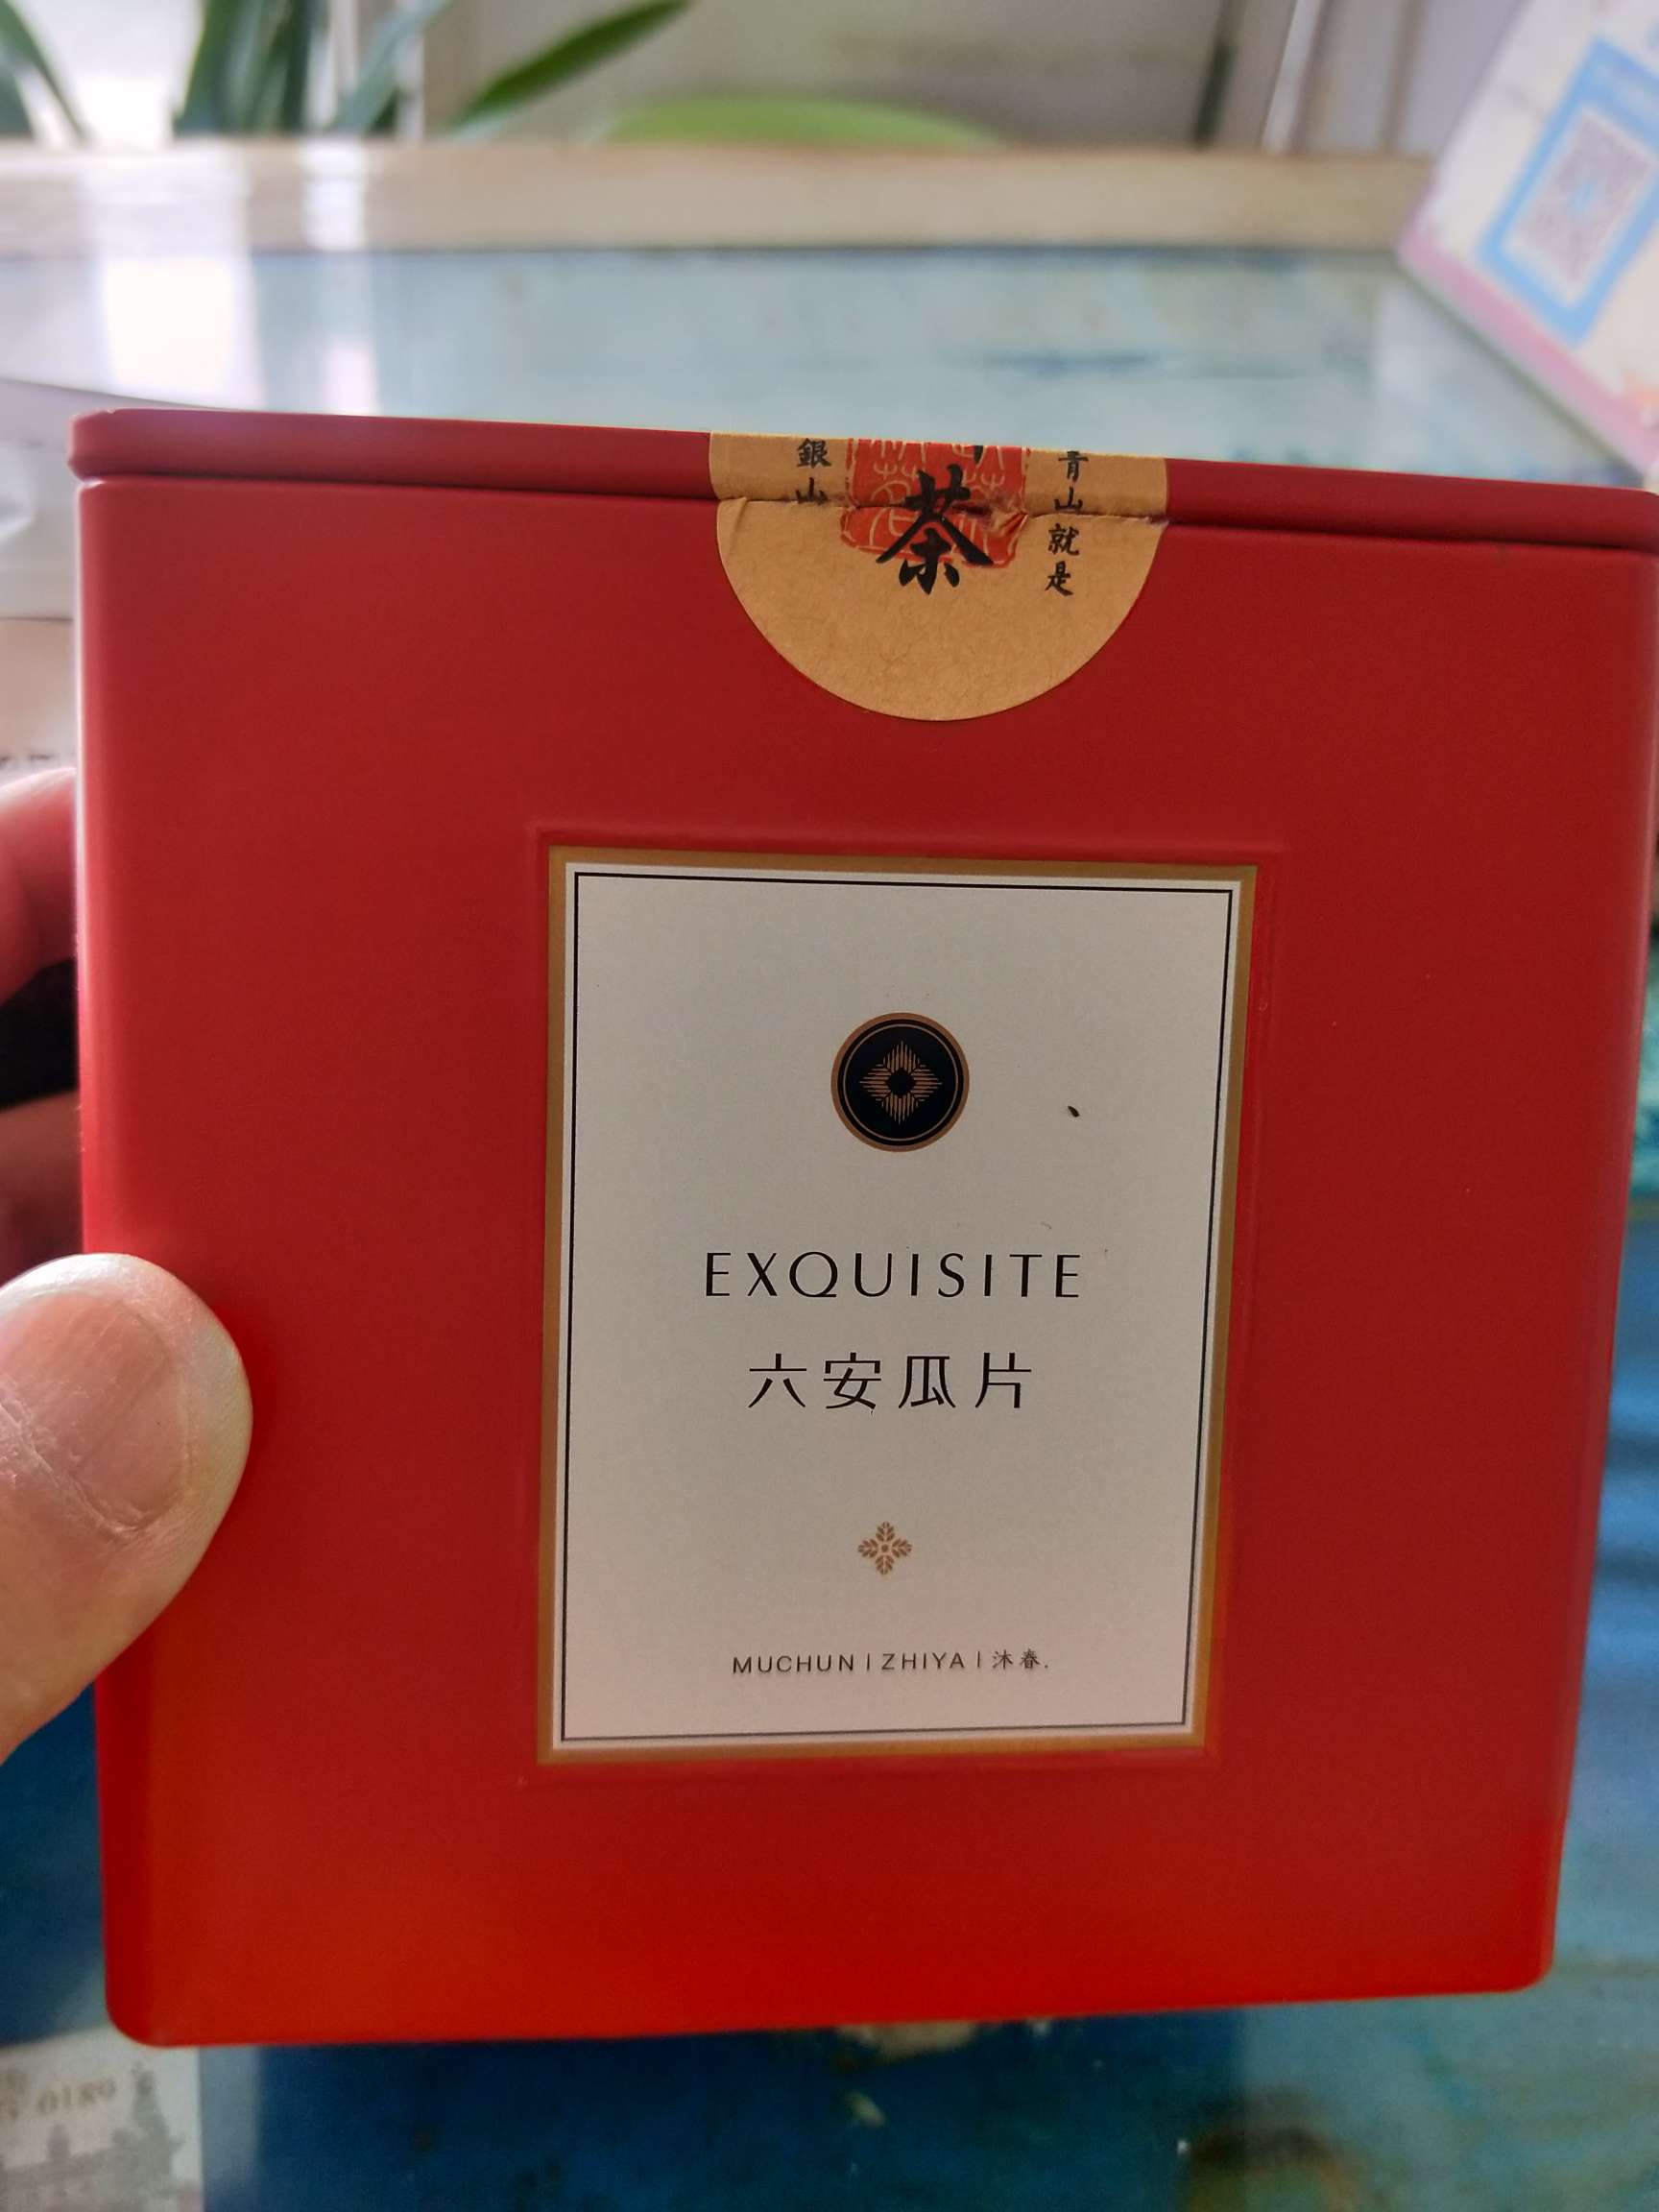 青山就是
茶
銀山
EXQUISITE
六安瓜片
MUCHUN | ZHIYA | 沐春.